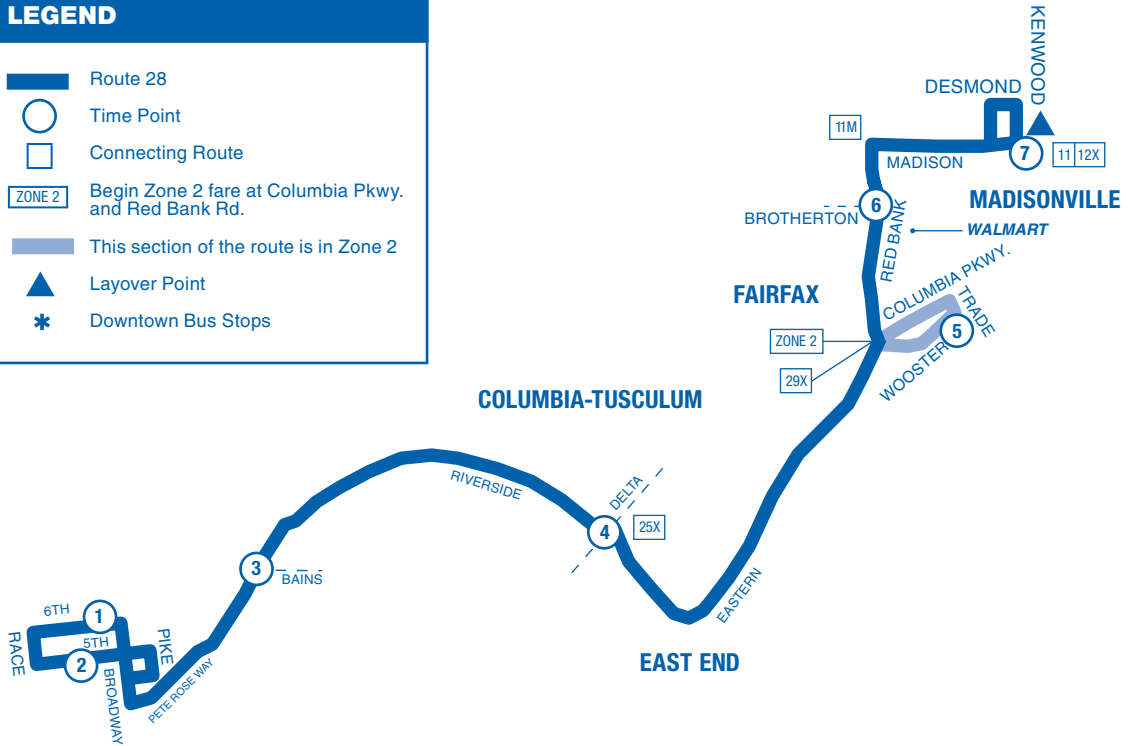 LEGEND
Route 28
Time Point
Connecting Route
ZONE 2
Begin Zone 2 fare at Columbia Pkwy.
and Red Bank Rd.
This section of the route is in Zone 2
Layover Point
Downtown Bus Stops
KENWOOD
DESMOND
11M
MADISON
7
11
12X
MADISONVILLE
BROTHERTON
6
RED BANK
WALMART
COLUMBIA PKWY.
FAIRFAX
TRADE
5
ZONE 2
WOOSTER
29X
COLUMBIA-TUSCULUM
RIVERSIDE
DELTA
4
25X
3
BAINS
EASTERN
6TH
1
RACE
5TH
2
PIKE
BROADWAY
PETE ROSE WAY
EAST END